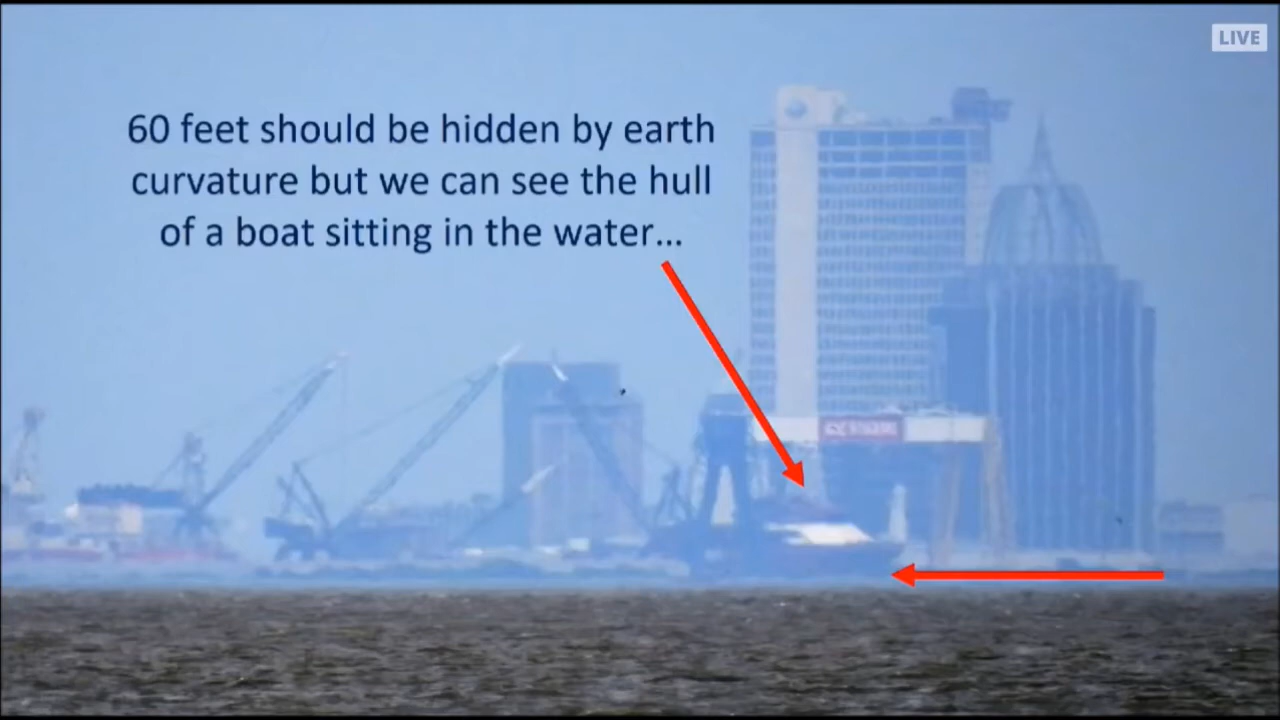 LIVE
60 feet should be hidden by earth
curvature but we can see the hull
of a boat sitting in the water...